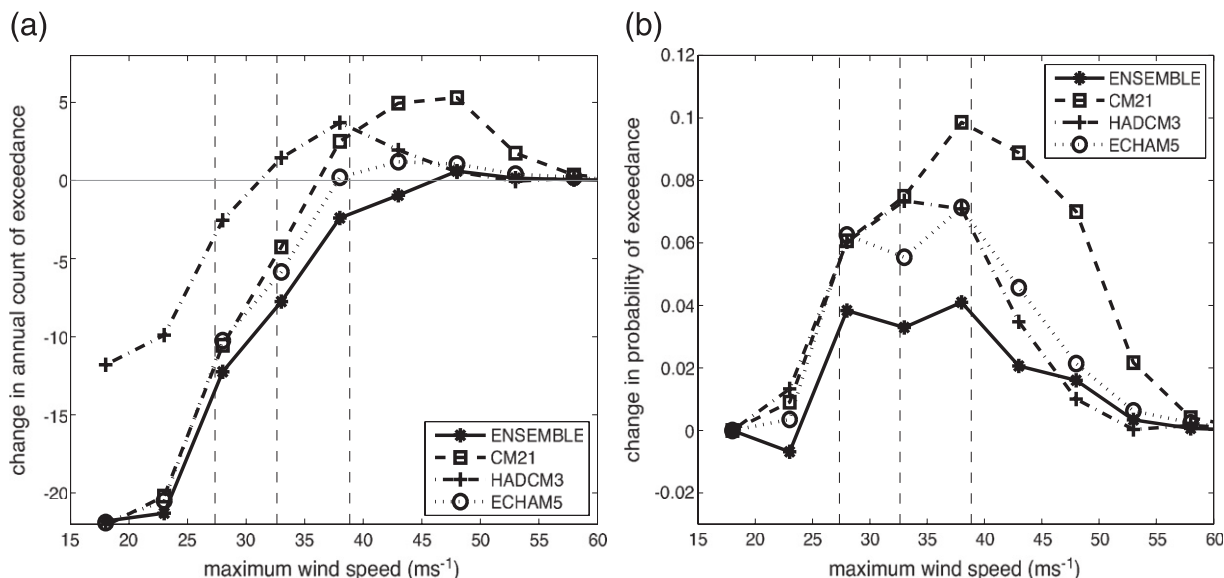 (a)
change in annual count of exceedance
5
0
-5
-10
-15
-20
15 20 25 30 35 40 45 50 55 60
maximum wind speed (ms-1)
ENSEMBLE
CM21
HADCM3
ECHAM5
(b)
change in probability of exceedance
0.12
0.1
0.08
0.06
0.04
0.02
0
-0.02
15 20 25 30 35 40 45 50 55 60
maximum wind speed (ms-1)
ENSEMBLE
CM21
HADCM3
ECHAM5